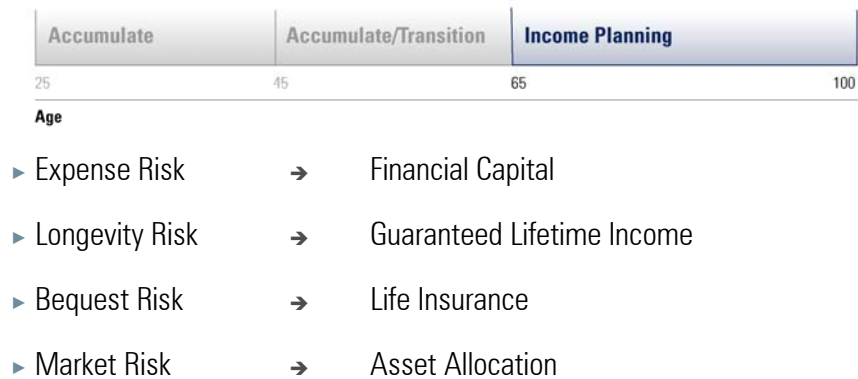 Accumulate Accumulate/Transition Income Planning
25 45 65 100
Age
► Expense Risk ➔ Financial Capital
► Longevity Risk ➔ Guaranteed Lifetime Income
► Bequest Risk ➔ Life Insurance
► Market Risk ➔ Asset Allocation